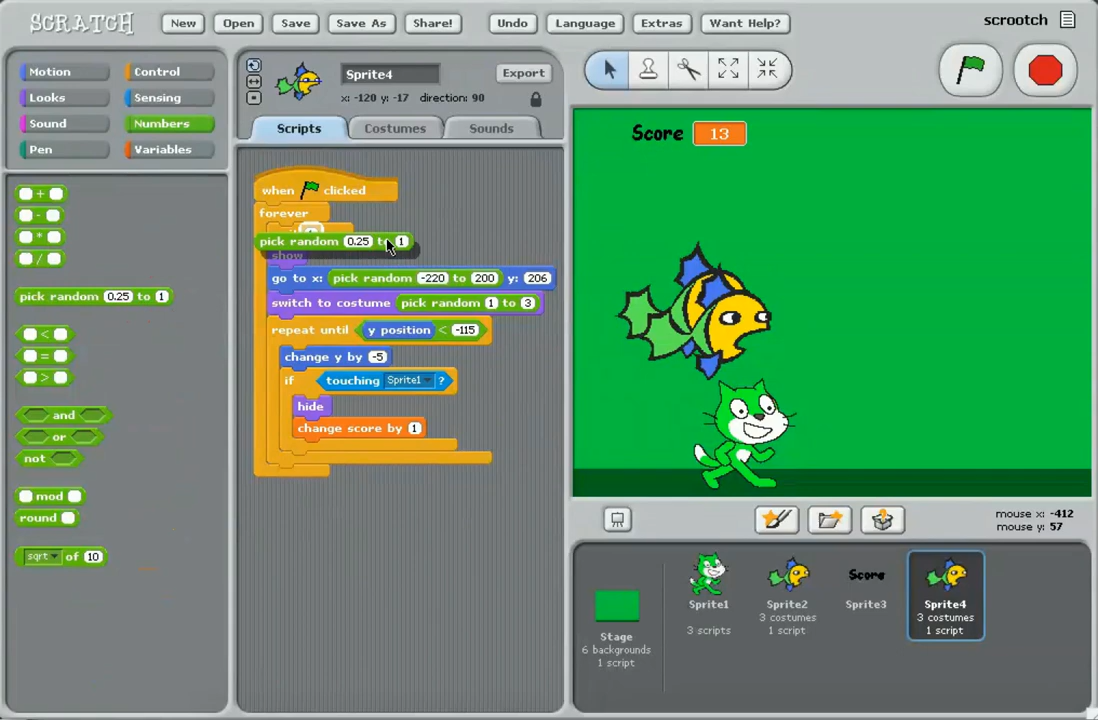 SCRATCH New Open Save Save As Share! Undo Language Extras Want Help? scrootch
Motion Control
Looks Sensing
Sound Numbers
Pen Variables
+
-
*
/
pick random 0.25 to 1
<
=
>
and
or
not
mod
round
sqrt of 10
Sprite4 Export
x: -120 y: -17 direction: 90
Scripts Costumes Sounds
when clicked
forever
pick random 0.25 to 1
show
go to x: pick random -220 to 200 y: 206
switch to costume pick random 1 to 3
repeat until y position < -115
change y by -5
if touching Sprite1 ?
hide
change score by 1
Score 13
mouse x: -412
mouse y: 57
Stage
6 backgrounds
1 script
Sprite1
3 scripts
Sprite2
3 costumes
1 script
Score
Sprite3
Sprite4
3 costumes
1 script